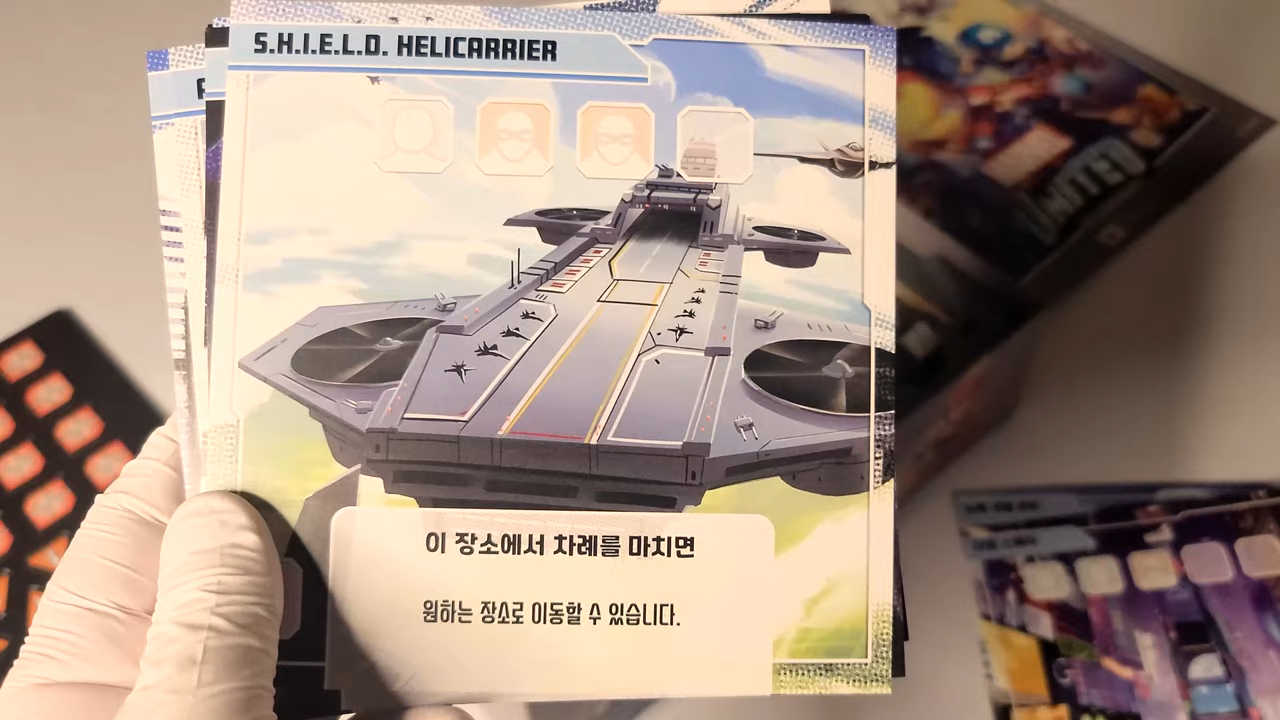 S.H.I.E.L.D. HELICARRIER
이 장소에서 차례를 마치면
원하는 장소로 이동할 수 있습니다.
UNITED